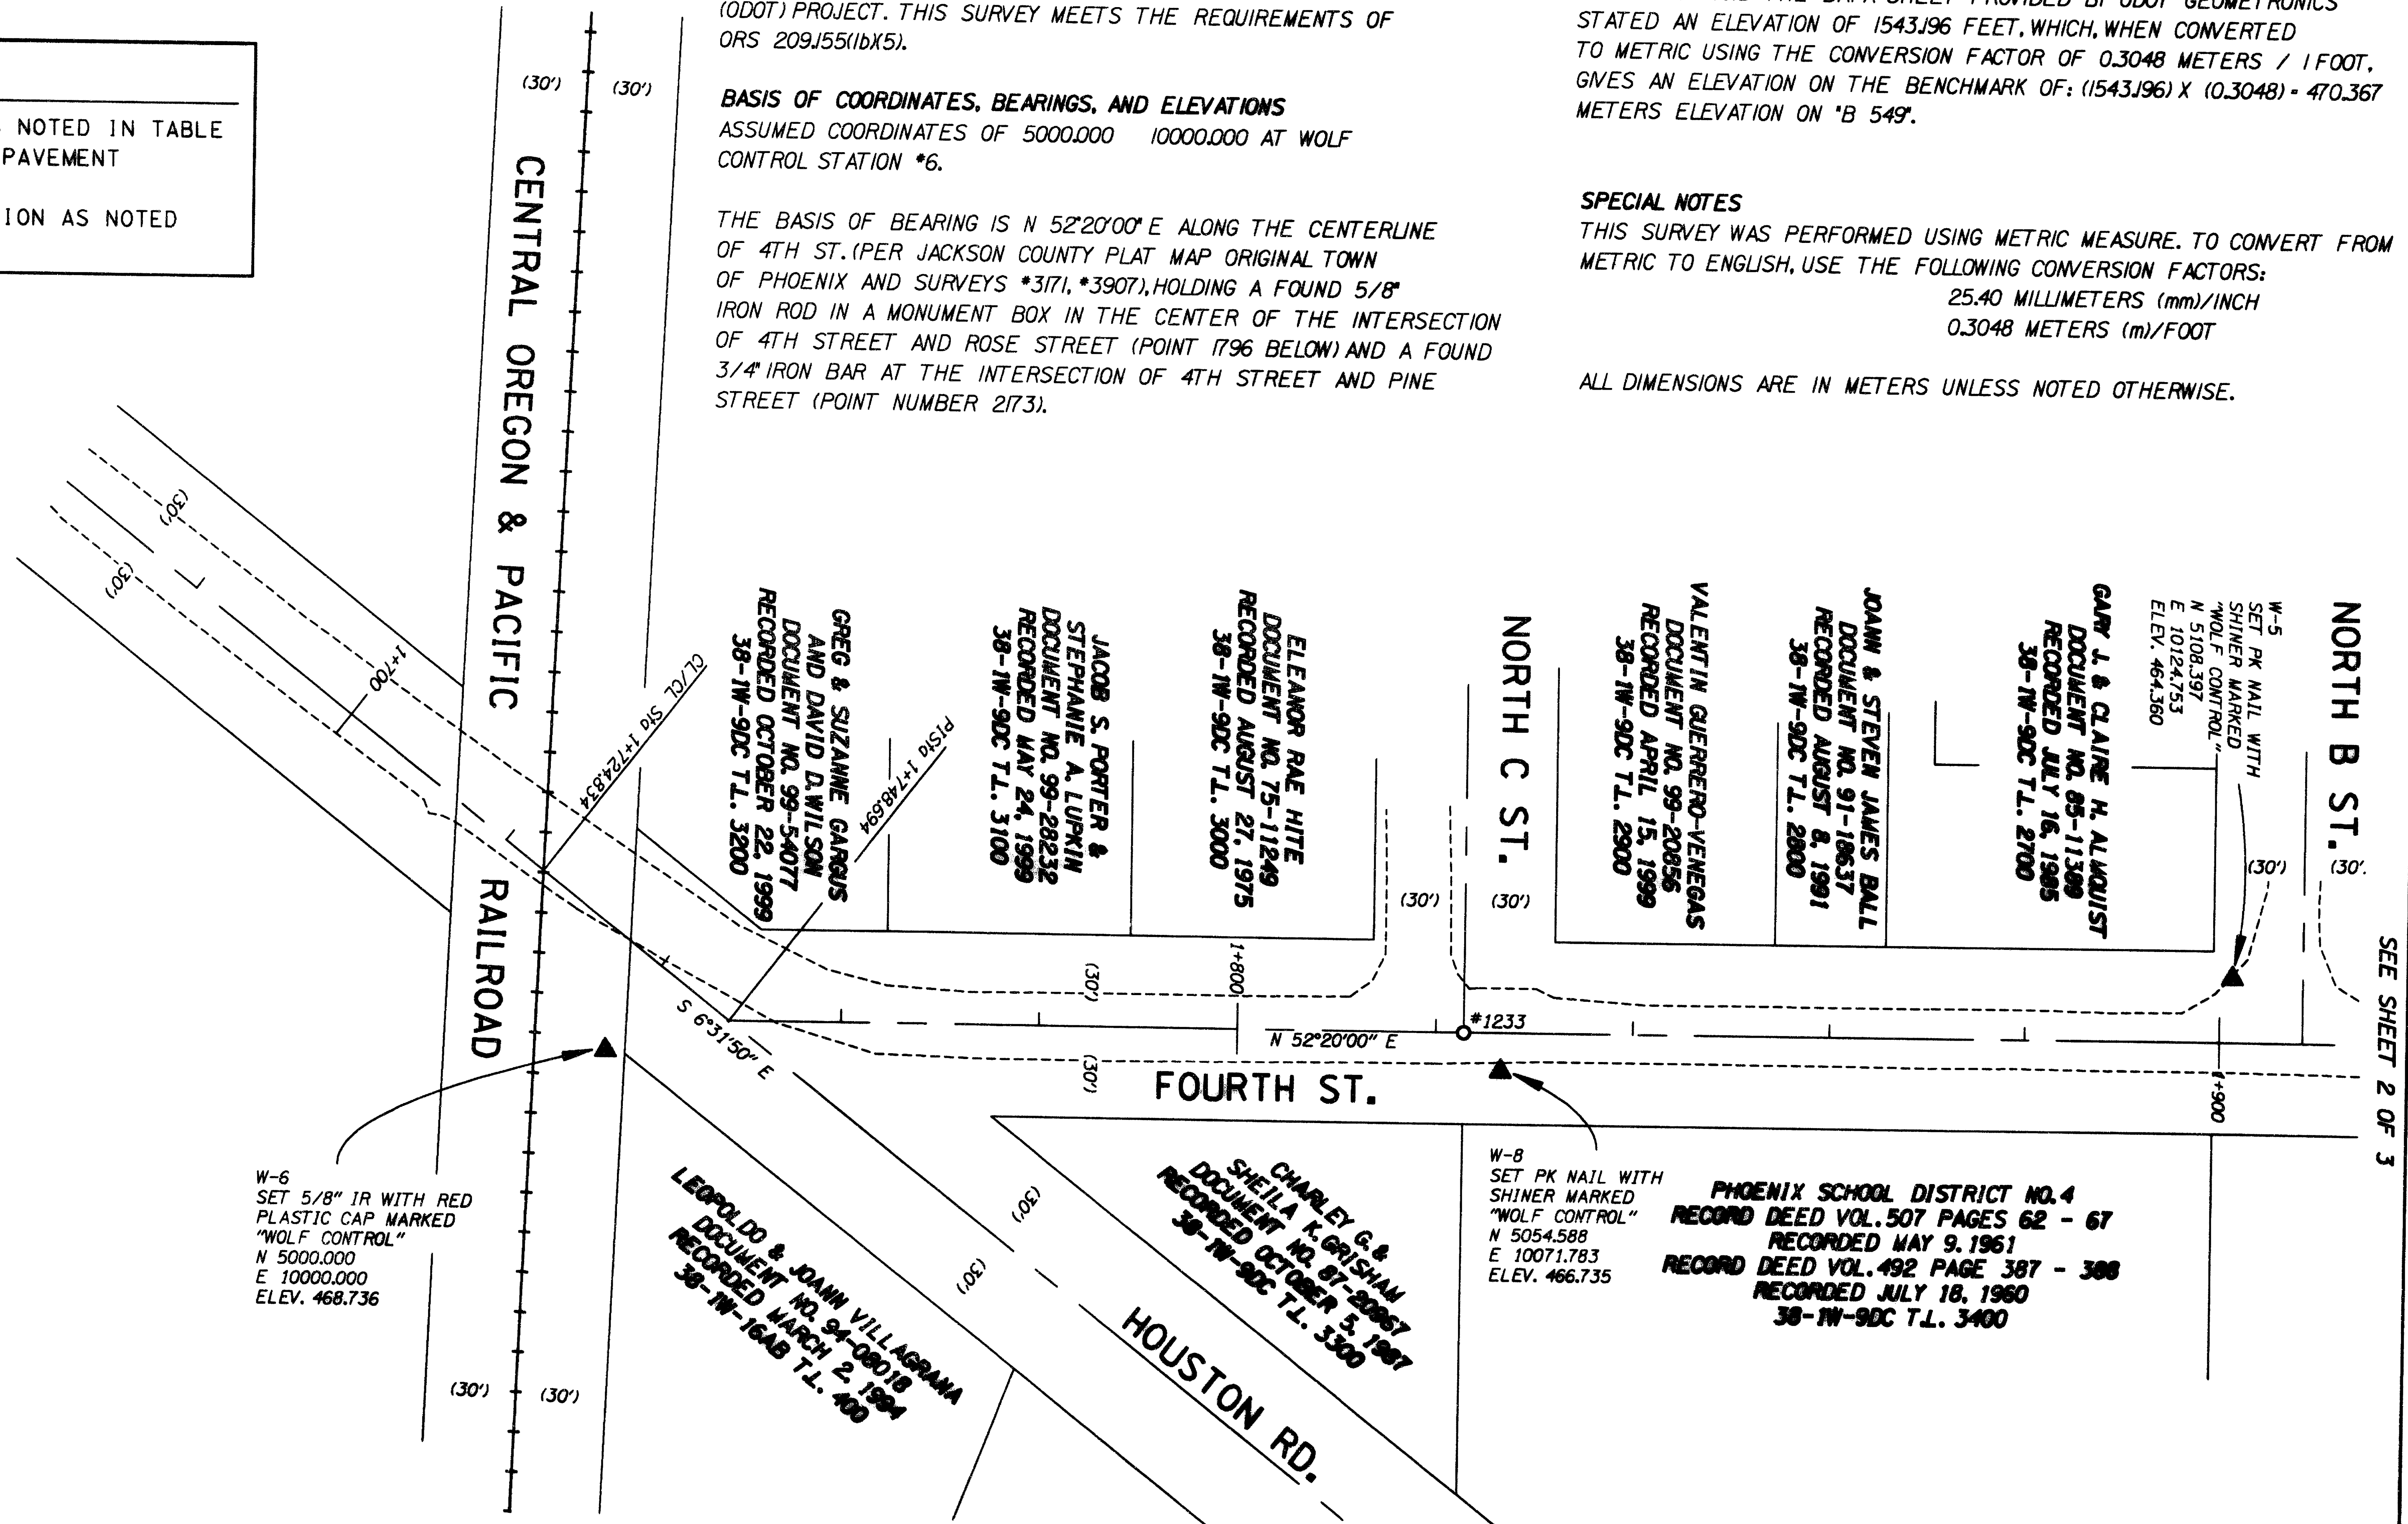 (ODOT) PROJECT. THIS SURVEY MEETS THE REQUIREMENTS OF
ORS 209.155(1b)(5).
BASIS OF COORDINATES, BEARINGS, AND ELEVATIONS
ASSUMED COORDINATES OF 5000.000 10000.000 AT WOLF
CONTROL STATION #6.
THE BASIS OF BEARING IS N 52°20'00" E ALONG THE CENTERLINE
OF 4TH ST. (PER JACKSON COUNTY PLAT MAP ORIGINAL TOWN
OF PHOENIX AND SURVEYS #3171, #3907), HOLDING A FOUND 5/8"
IRON ROD IN A MONUMENT BOX IN THE CENTER OF THE INTERSECTION
OF 4TH STREET AND ROSE STREET (POINT 1796 BELOW) AND A FOUND
3/4" IRON BAR AT THE INTERSECTION OF 4TH STREET AND PINE
STREET (POINT NUMBER 2173).
THE DATA SHEET PROVIDED BY ODOT GEOMETRONICS
STATED AN ELEVATION OF 1543.196 FEET, WHICH, WHEN CONVERTED
TO METRIC USING THE CONVERSION FACTOR OF 0.3048 METERS / 1 FOOT,
GIVES AN ELEVATION ON THE BENCHMARK OF: (1543.196) X (0.3048) = 470.367
METERS ELEVATION ON "B 549".
SPECIAL NOTES
THIS SURVEY WAS PERFORMED USING METRIC MEASURE. TO CONVERT FROM
METRIC TO ENGLISH, USE THE FOLLOWING CONVERSION FACTORS:
25.40 MILLIMETERS (mm)/INCH
0.3048 METERS (m)/FOOT
ALL DIMENSIONS ARE IN METERS UNLESS NOTED OTHERWISE.
NOTED IN TABLE
PAVEMENT
ION AS NOTED
(30')
(30')
CENTRAL OREGON & PACIFIC RAILROAD
(30')
(30')
1+700
CL/CL Sta 1+724.834
PI Sta 1+748.694
GREG & SUZANNE GARGUS
AND DAVID D. WILSON
DOCUMENT NO. 99-54077
RECORDED OCTOBER 22, 1999
38-1W-9DC T.L. 3200
JACOB S. PORTER &
STEPHANIE A. LUPKIN
DOCUMENT NO. 99-28232
RECORDED MAY 24, 1999
38-1W-9DC T.L. 3100
ELEANOR RAE HITE
DOCUMENT NO. 75-11249
RECORDED AUGUST 27, 1975
38-1W-9DC T.L. 3000
NORTH C ST.
(30')
(30')
VALENTIN GUERRERO-VENEGAS
DOCUMENT NO. 99-20856
RECORDED APRIL 15, 1999
38-1W-9DC T.L. 2900
JOANN & STEVEN JAMES BALL
DOCUMENT NO. 91-18637
RECORDED AUGUST 8, 1991
38-1W-9DC T.L. 2800
GARY J. & CLAIRE H. ALMQUIST
DOCUMENT NO. 85-11389
RECORDED JULY 16, 1985
38-1W-9DC T.L. 2700
W-5
SET PK NAIL WITH
SHINER MARKED
"WOLF CONTROL"
N 5108.397
E 10124.753
ELEV. 464.360
NORTH B ST.
(30')
(30'
SEE SHEET 2 OF 3
1+800
(30')
(30')
S 6°31'50" E
N 52°20'00" E
#1233
1+900
FOURTH ST.
W-6
SET 5/8" IR WITH RED
PLASTIC CAP MARKED
"WOLF CONTROL"
N 5000.000
E 10000.000
ELEV. 468.736
(30')
(30')
LEOPOLDO & JOANN VILLAGRANA
DOCUMENT NO. 94-08018
RECORDED MARCH 2, 1994
38-1W-16AB T.L. 400
(30')
(30')
HOUSTON RD.
CHARLEY G. &
SHEILA K. GRISHAM
DOCUMENT NO. 87-20867
RECORDED OCTOBER 5, 1987
38-1W-9DC T.L. 3300
W-8
SET PK NAIL WITH
SHINER MARKED
"WOLF CONTROL"
N 5054.588
E 10071.783
ELEV. 466.735
PHOENIX SCHOOL DISTRICT NO. 4
RECORD DEED VOL. 507 PAGES 62 - 67
RECORDED MAY 9, 1961
RECORD DEED VOL. 492 PAGE 387 - 388
RECORDED JULY 18, 1960
38-1W-9DC T.L. 3400